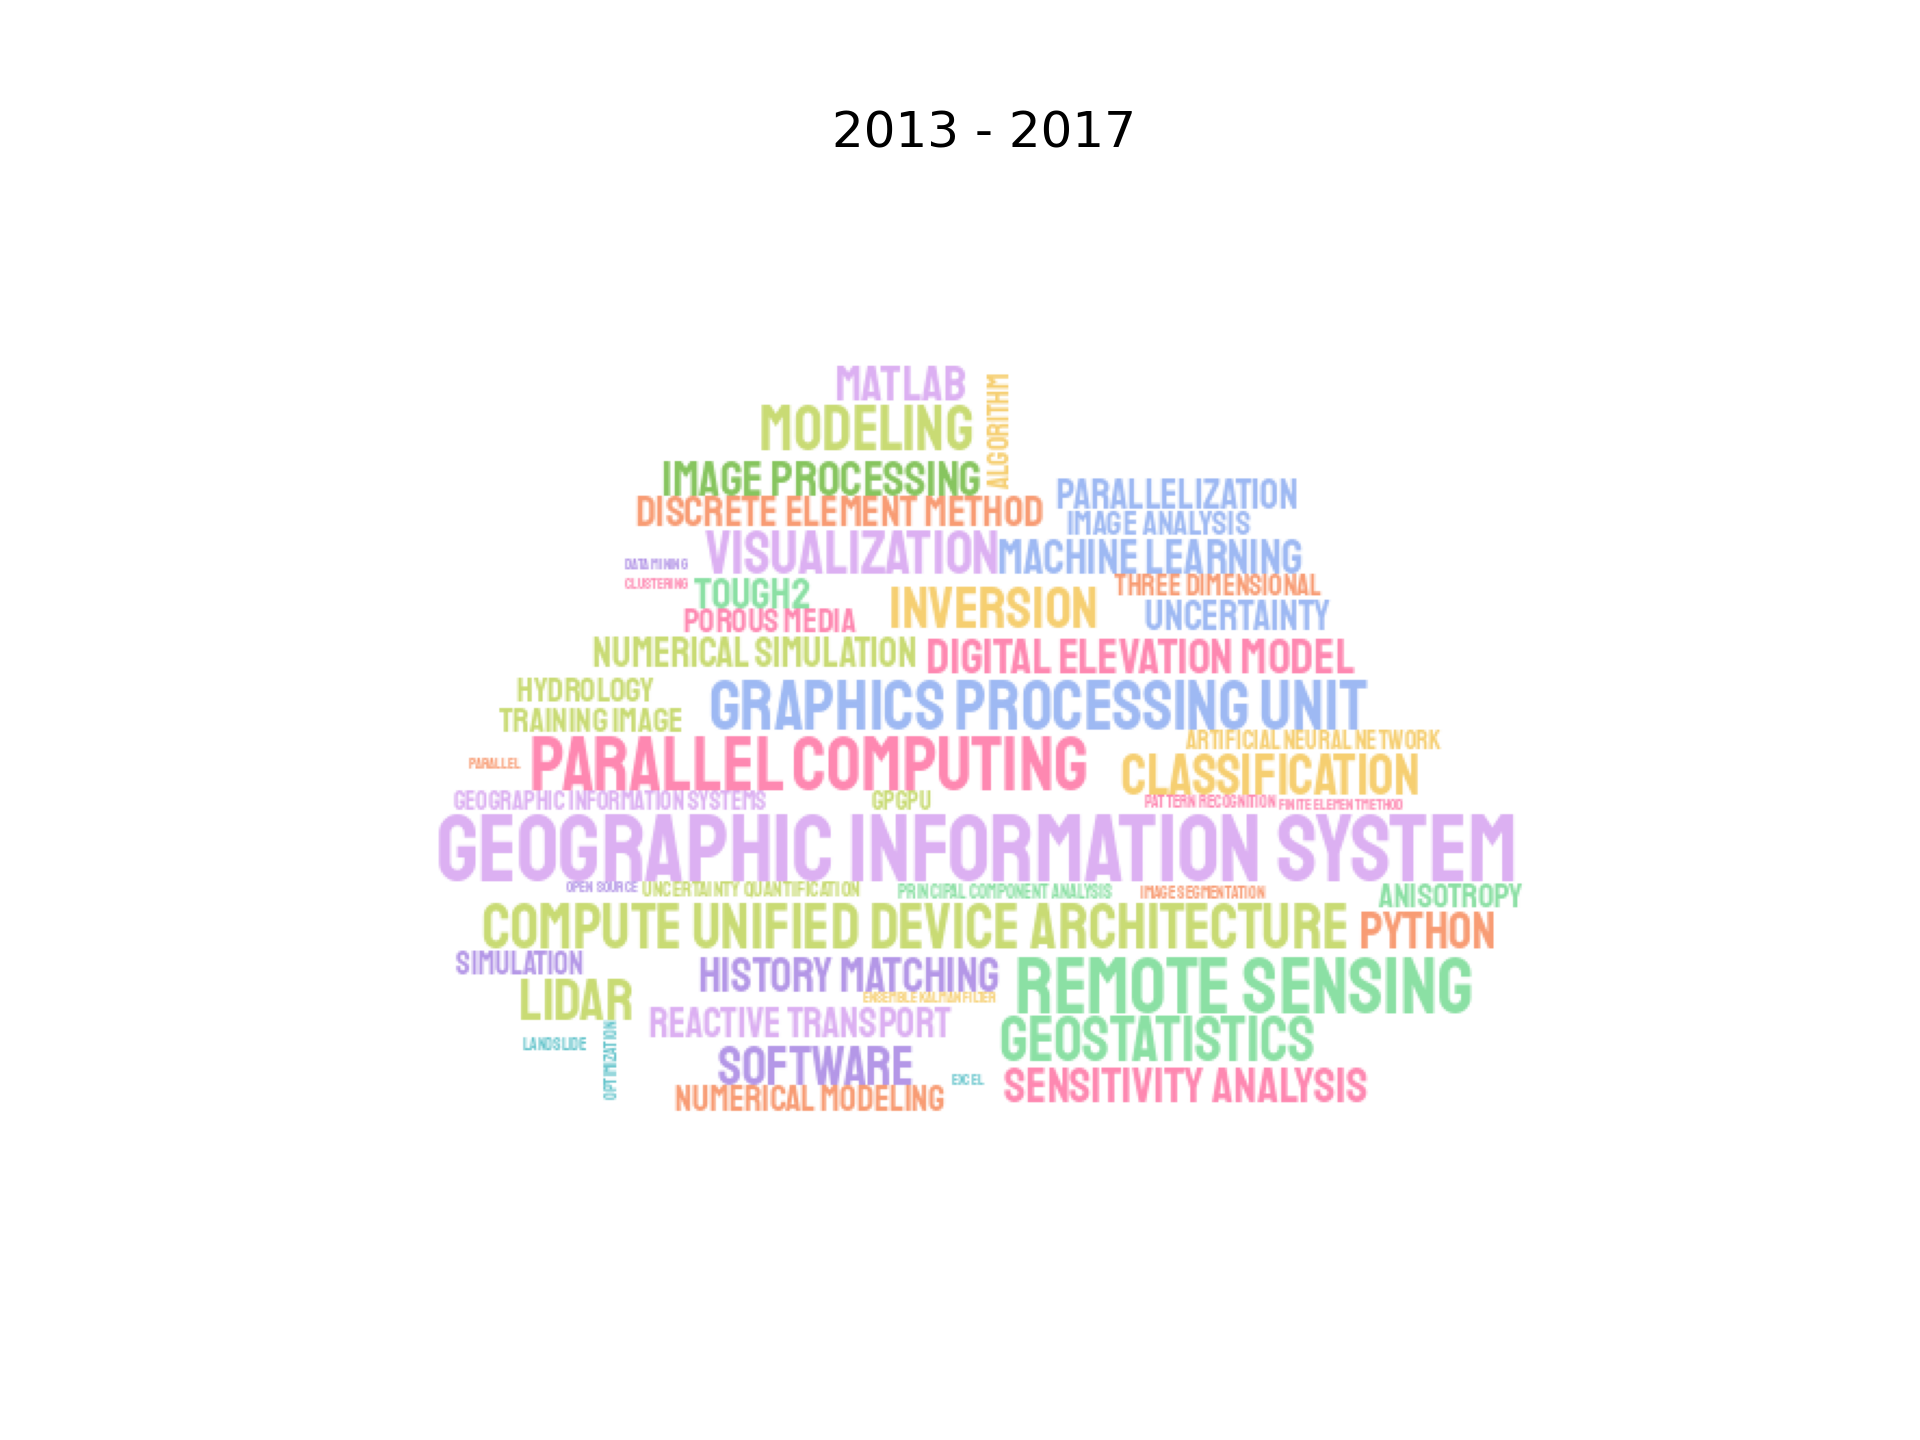 2013 - 2017
MATLAB
ALGORITHM
MODELING
IMAGE PROCESSING
PARALLELIZATION
DISCRETE ELEMENT METHOD
IMAGE ANALYSIS
VISUALIZATION
MACHINE LEARNING
DATA MINING
CLUSTERING
TOUGH2
THREE DIMENSIONAL
INVERSION
UNCERTAINTY
POROUS MEDIA
NUMERICAL SIMULATION
DIGITAL ELEVATION MODEL
HYDROLOGY
GRAPHICS PROCESSING UNIT
TRAINING IMAGE
ARTIFICIAL NEURAL NETWORK
PARALLEL
PARALLEL COMPUTING
CLASSIFICATION
GEOGRAPHIC INFORMATION SYSTEMS
GPGPU
PATTERN RECOGNITION
FINITE ELEMENT METHOD
GEOGRAPHIC INFORMATION SYSTEM
OPEN SOURCE
UNCERTAINTY QUANTIFICATION
PRINCIPAL COMPONENT ANALYSIS
IMAGE SEGMENTATION
ANISOTROPY
COMPUTE UNIFIED DEVICE ARCHITECTURE
PYTHON
SIMULATION
HISTORY MATCHING
REMOTE SENSING
LIDAR
ENSEMBLE KALMAN FILTER
REACTIVE TRANSPORT
GEOSTATISTICS
LANDSLIDE
OPTIMIZATION
SOFTWARE
EXCEL
SENSITIVITY ANALYSIS
NUMERICAL MODELING